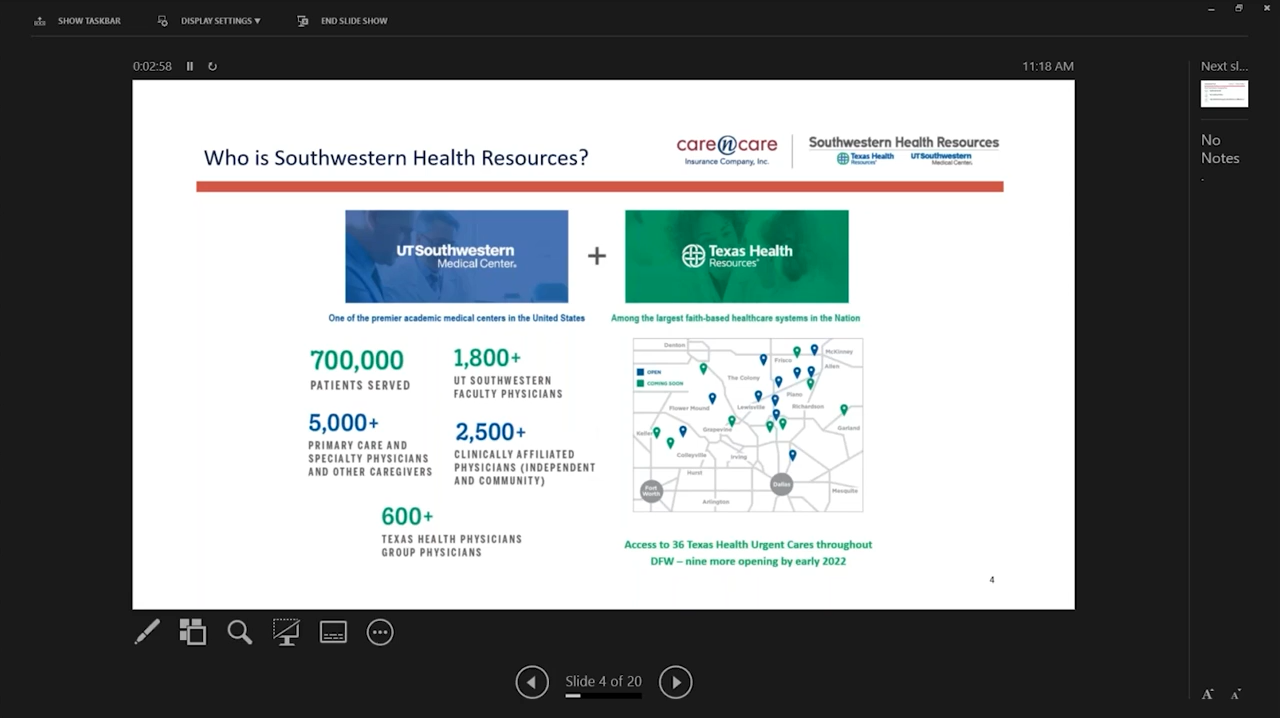 SHOW TASKBAR
DISPLAY SETTINGS ▼
END SLIDE SHOW
0:02:58
11:18 AM
Next sl...
No
Notes
.
Who is Southwestern Health Resources?
care n care
Insurance Company, Inc.
Southwestern Health Resources
Texas Health
Resources®
UTSouthwestern
Medical Center®
UTSouthwestern
Medical Center®
+
Texas Health
Resources®
One of the premier academic medical centers in the United States
Among the largest faith-based healthcare systems in the Nation
700,000
PATIENTS SERVED
1,800+
UT SOUTHWESTERN
FACULTY PHYSICIANS
5,000+
PRIMARY CARE AND
SPECIALTY PHYSICIANS
AND OTHER CAREGIVERS
2,500+
CLINICALLY AFFILIATED
PHYSICIANS (INDEPENDENT
AND COMMUNITY)
600+
TEXAS HEALTH PHYSICIANS
GROUP PHYSICIANS
Denton
McKinney
Frisco
Allen
OPEN
COMING SOON
The Colony
Plano
Flower Mound
Lewisville
Richardson
Garland
Keller
Grapevine
Colleyville
Irving
Hurst
Fort
Worth
Dallas
Mesquite
Arlington
Access to 36 Texas Health Urgent Cares throughout
DFW – nine more opening by early 2022
4
Slide 4 of 20
A
A